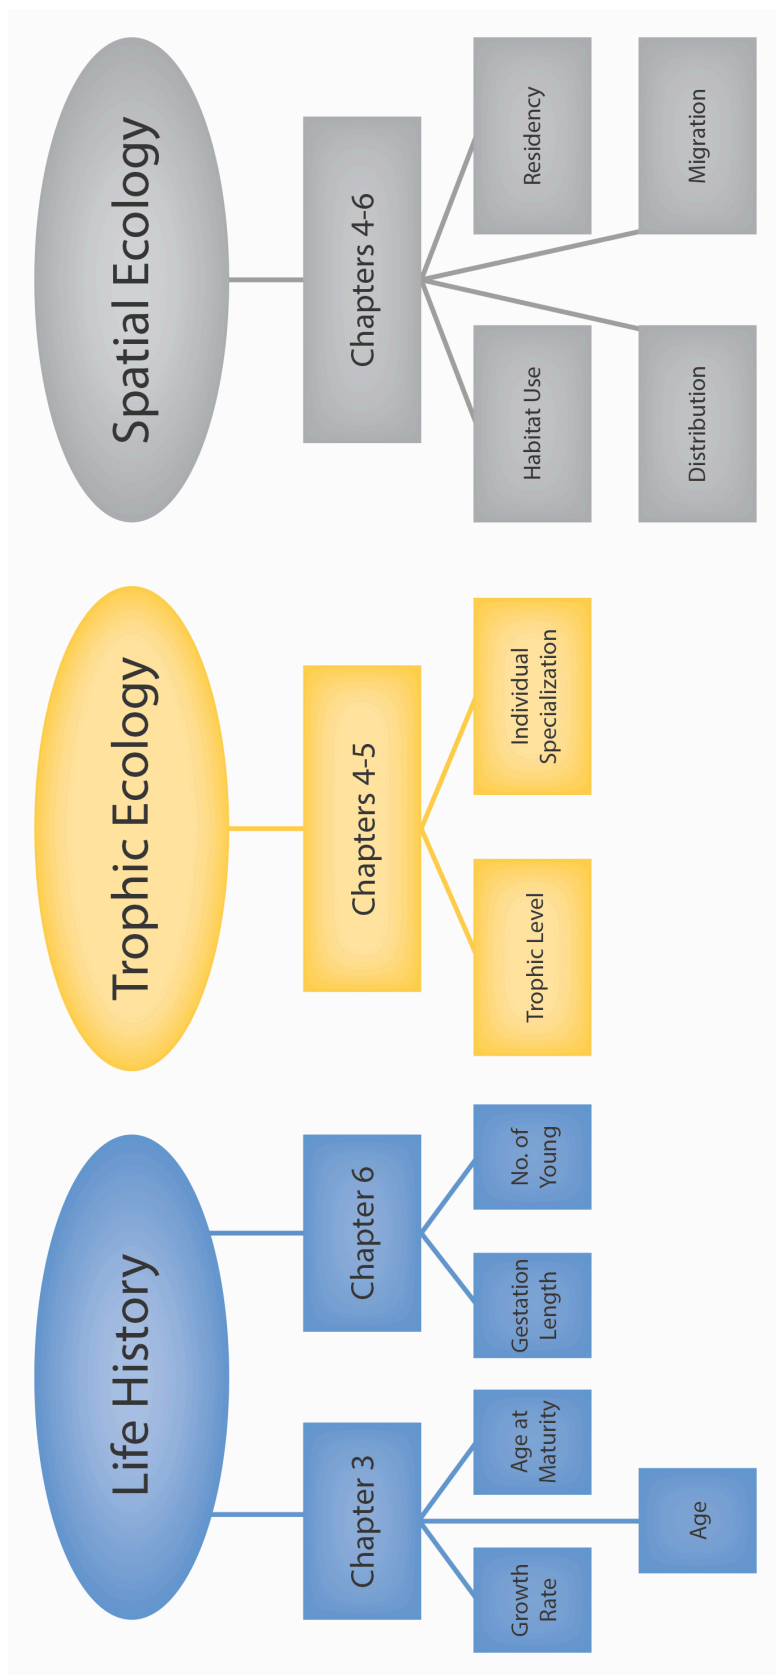 Life History
Trophic Ecology
Spatial Ecology
Chapter 3
Chapter 6
Chapters 4-5
Chapters 4-6
Growth
Rate
Age at
Maturity
Gestation
Length
No. of
Young
Trophic Level
Individual
Specialization
Habitat Use
Residency
Age
Distribution
Migration